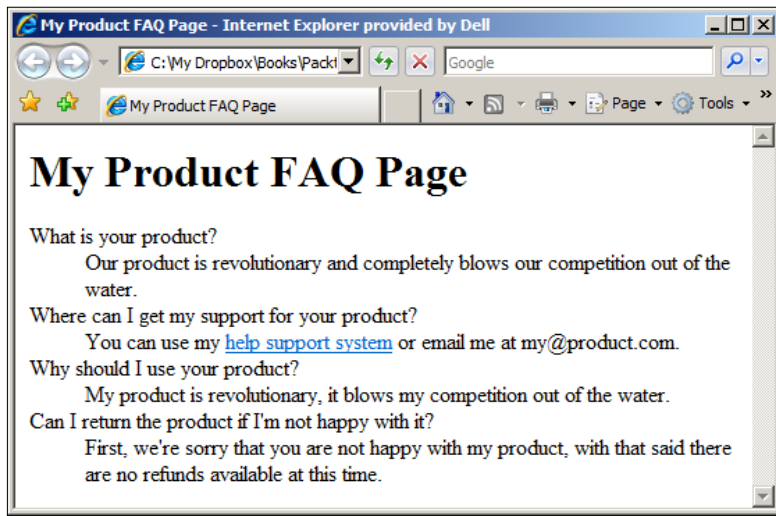 My Product FAQ Page - Internet Explorer provided by Dell
C:\My Dropbox\Books\Packt
Google
My Product FAQ Page
Page
Tools
My Product FAQ Page
What is your product?
Our product is revolutionary and completely blows our competition out of the
water.
Where can I get my support for your product?
You can use my help support system or email me at my@product.com.
Why should I use your product?
My product is revolutionary, it blows my competition out of the water.
Can I return the product if I'm not happy with it?
First, we're sorry that you are not happy with my product, with that said there
are no refunds available at this time.